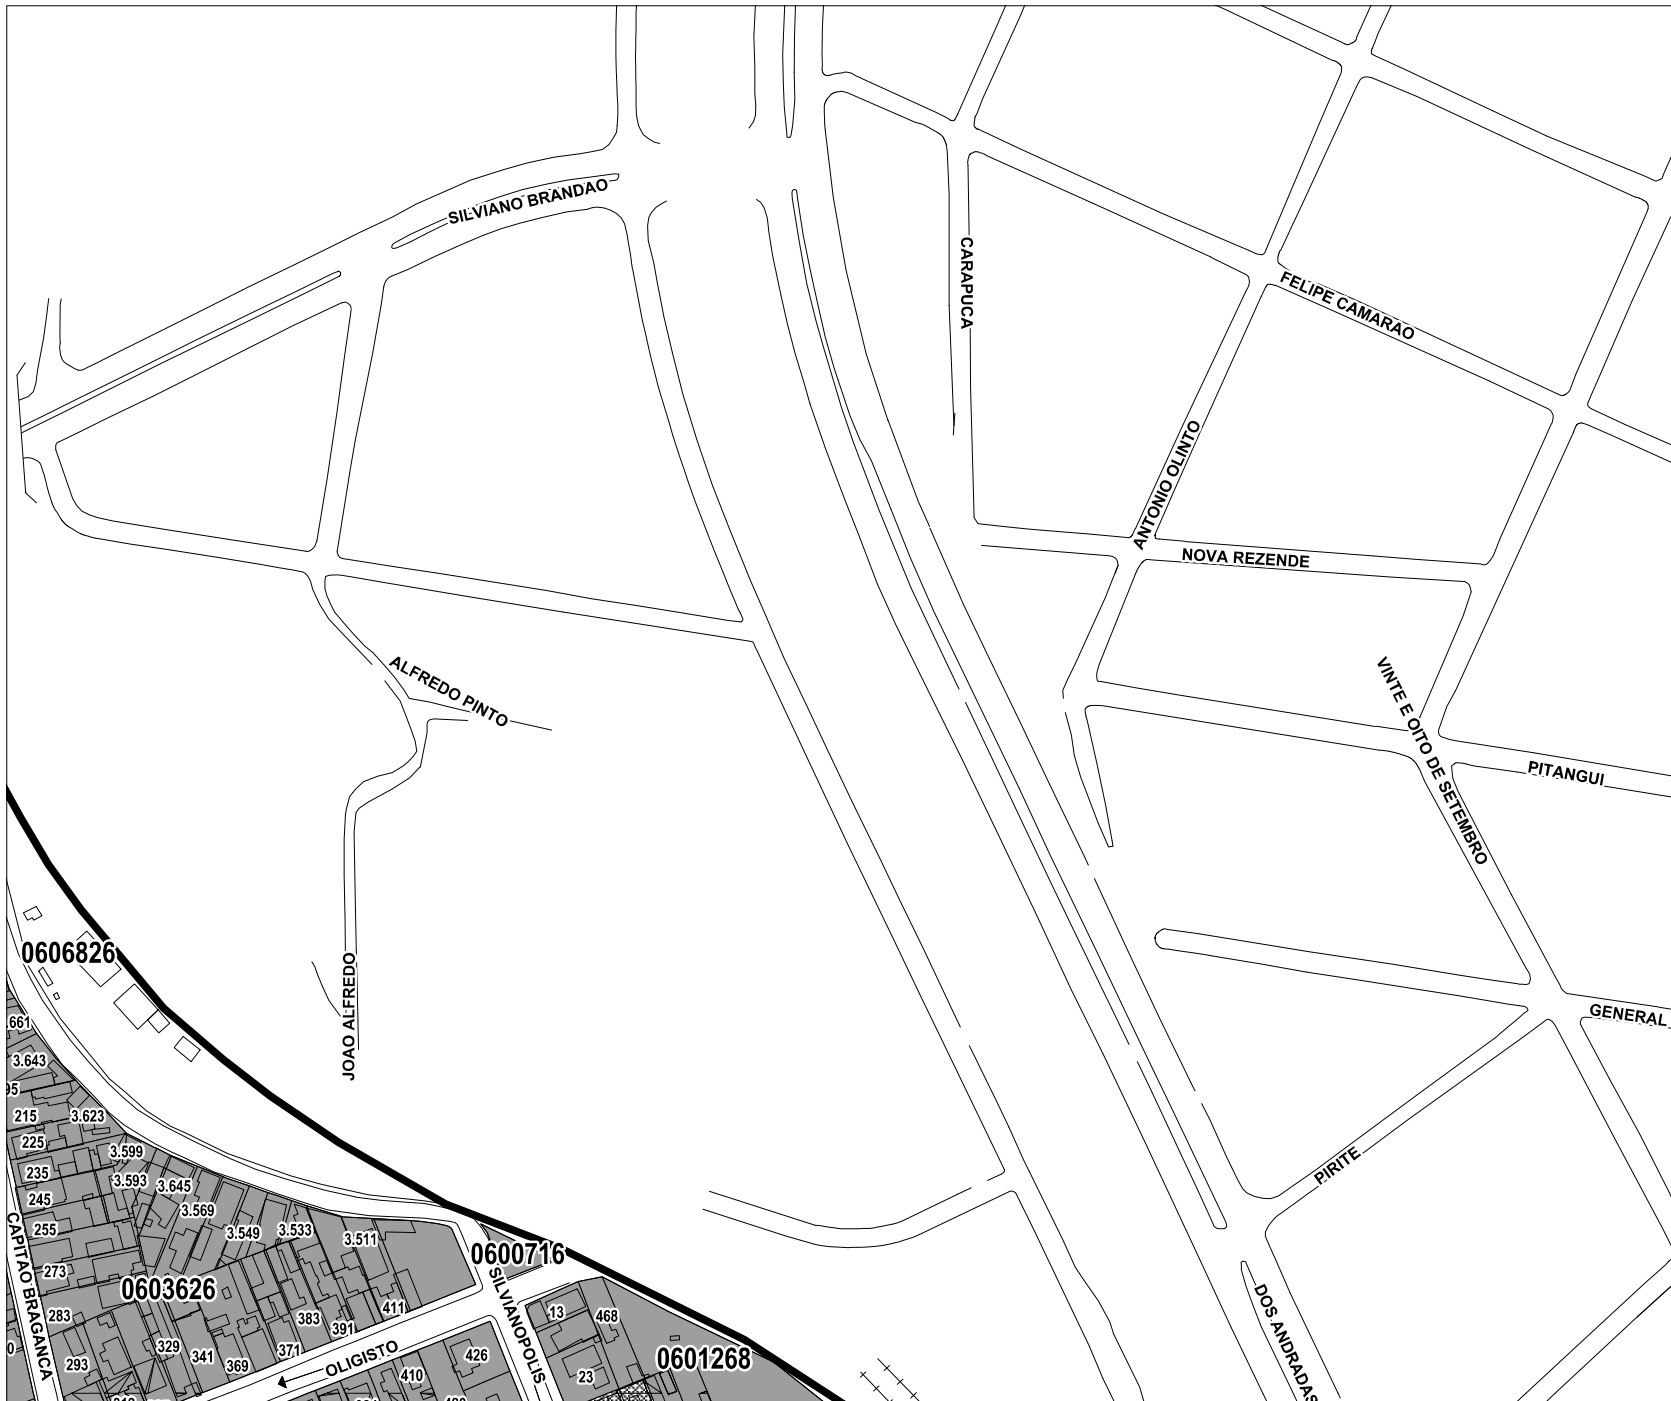 SILVIANO BRANDAO
CARAPUCA
FELIPE CAMARAO
ANTONIO OLINTO
NOVA REZENDE
ALFREDO PINTO
VINTE E OITO DE SETEMBRO
PITANGUI
0606826
JOAO ALFREDO
GENERAL
3.643
215
3.623
225
3.599
235
3.593
3.645
245
3.569
255
3.549
3.533
3.511
PIRITE
CAPITAO BRAGANCA
273
0603626
0600716
SILVIANOPOLIS
283
383
411
13
468
391
329
341
371
369
293
OLIGISTO
426
410
23
0601268
DOS ANDRADAS